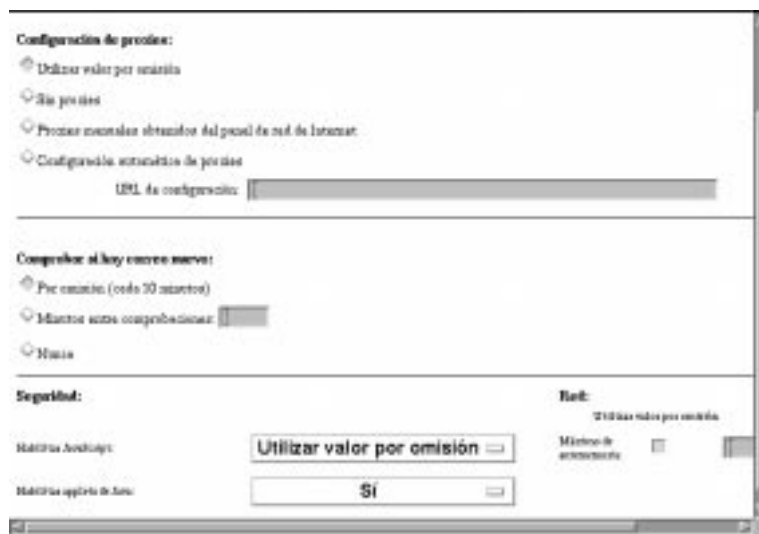 Configuración de proxies:
Utilizar valor por omisión
Sin proxies
Proxies manuales obtenidos del panel de red de Internet
Configuración automática de proxies
URL de configuración:
Comprobar si hay correo nuevo:
Por omisión (cada 10 minutos)
Minutos entre comprobaciones:
Nunca
Seguridad:
Red:
Utilizar valor por omisión
Habilitar JavaScript:
Utilizar valor por omisión
Máximo de
Habilitar applets de Java:
Sí